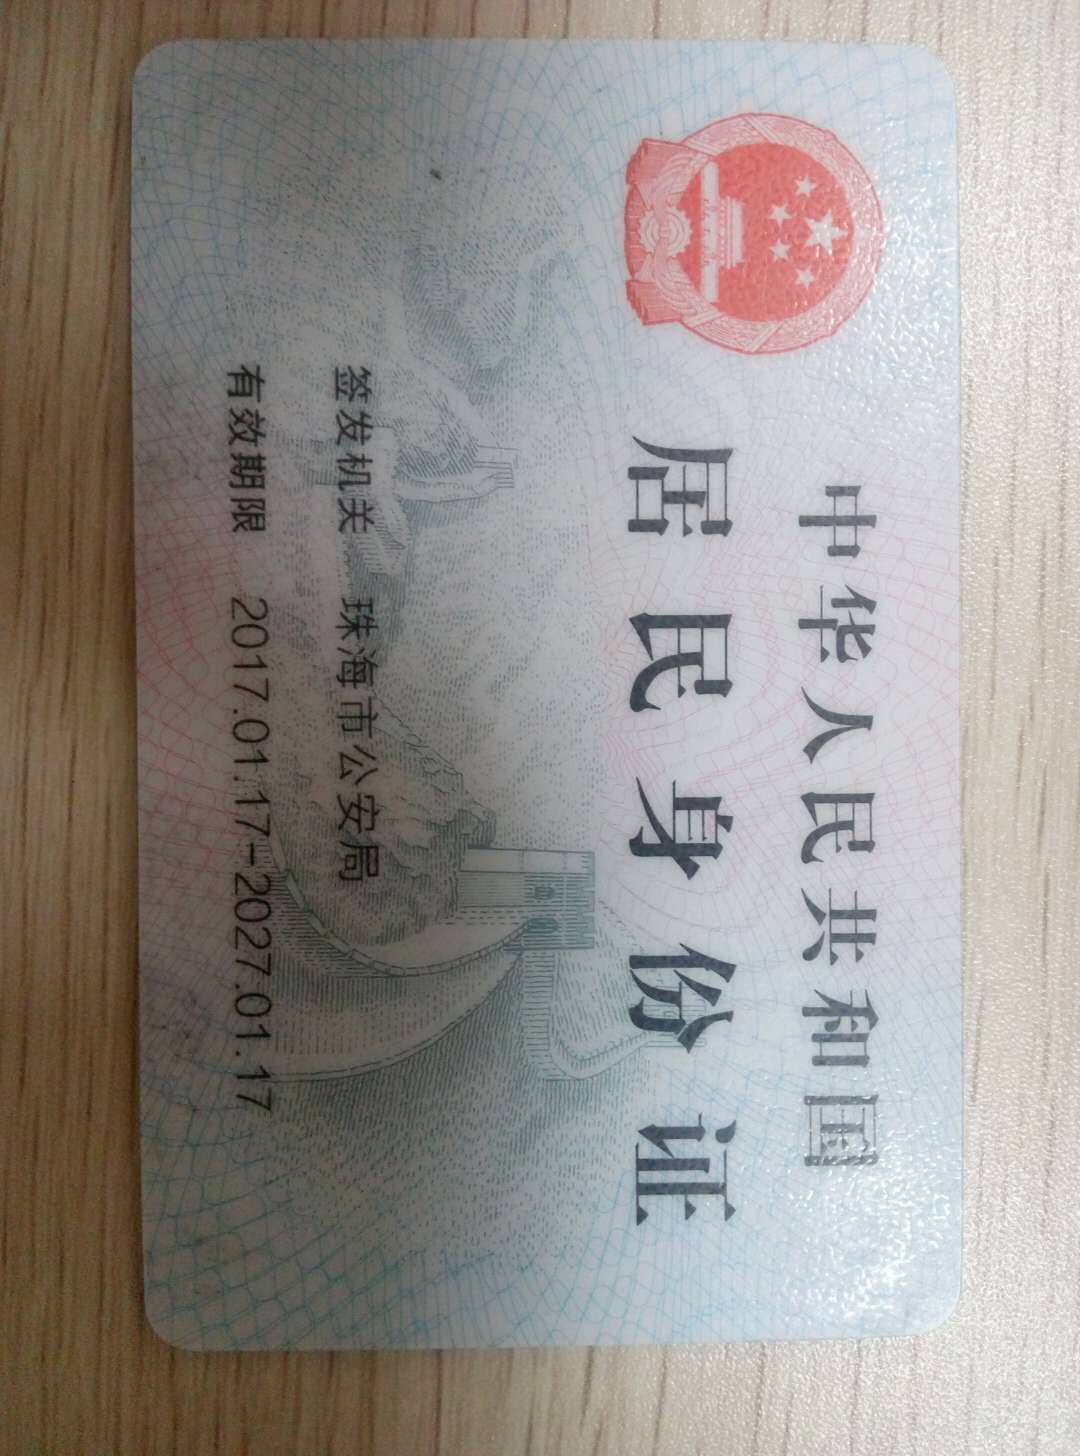 中华人民共和国
居民身份证
签发机关 珠海市公安局
有效期限 2017.01.17-2027.01.17